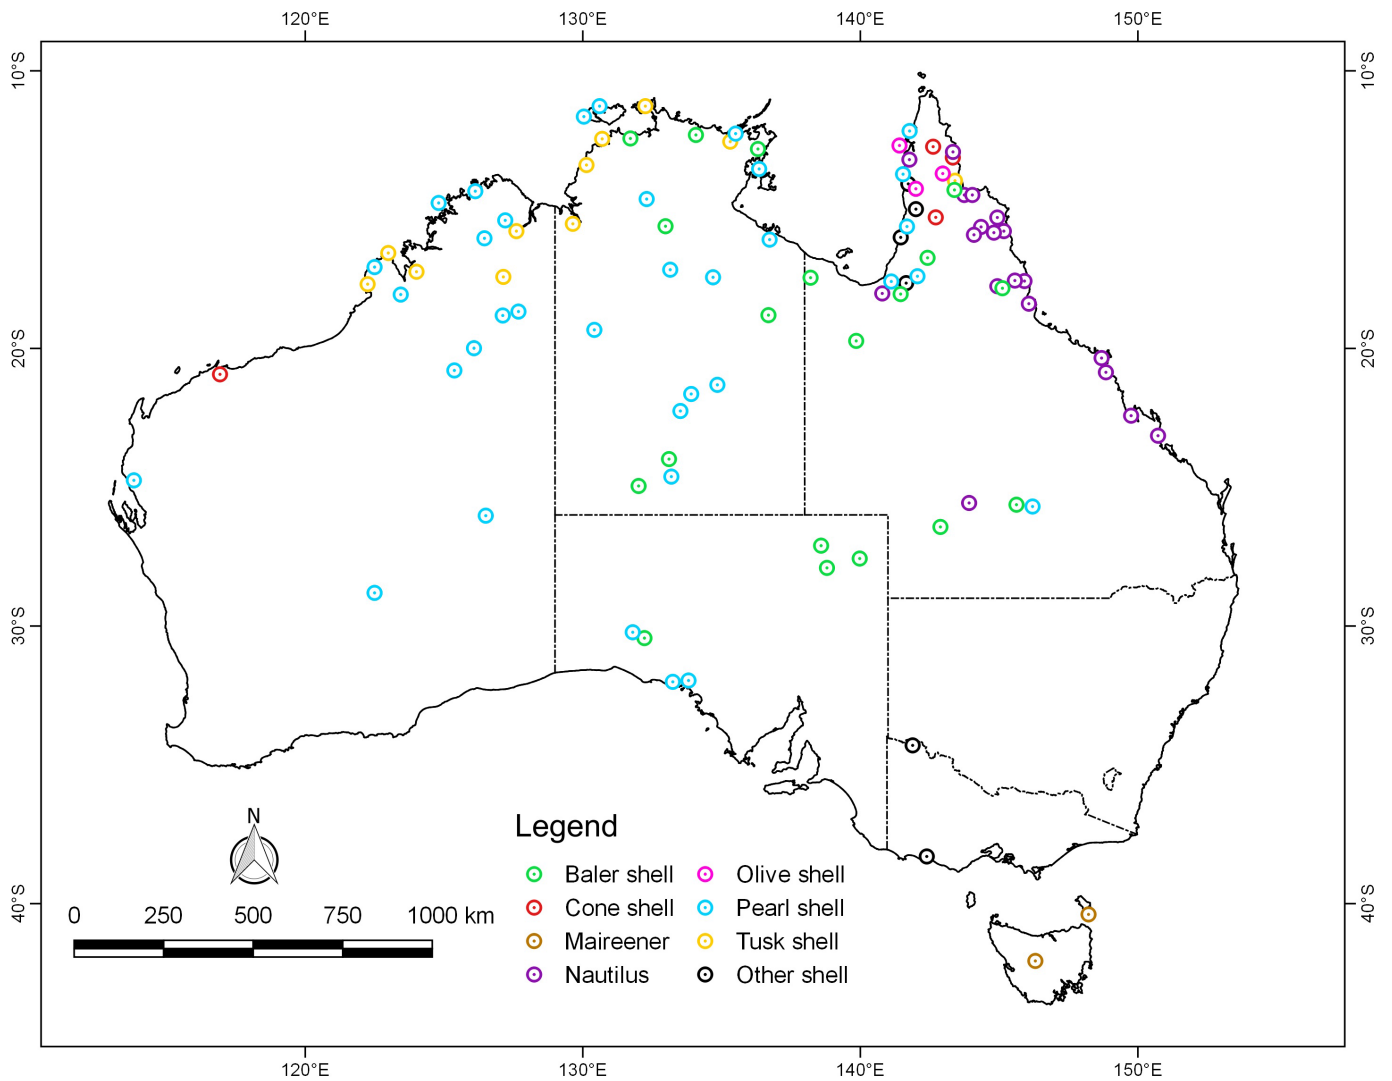 120°E 130°E 140°E 150°E
10°S 10°S
20°S 20°S
30°S 30°S
40°S 40°S
N
0 250 500 750 1000 km
Legend
Baler shell Olive shell
Cone shell Pearl shell
Maireener Tusk shell
Nautilus Other shell
120°E 130°E 140°E 150°E